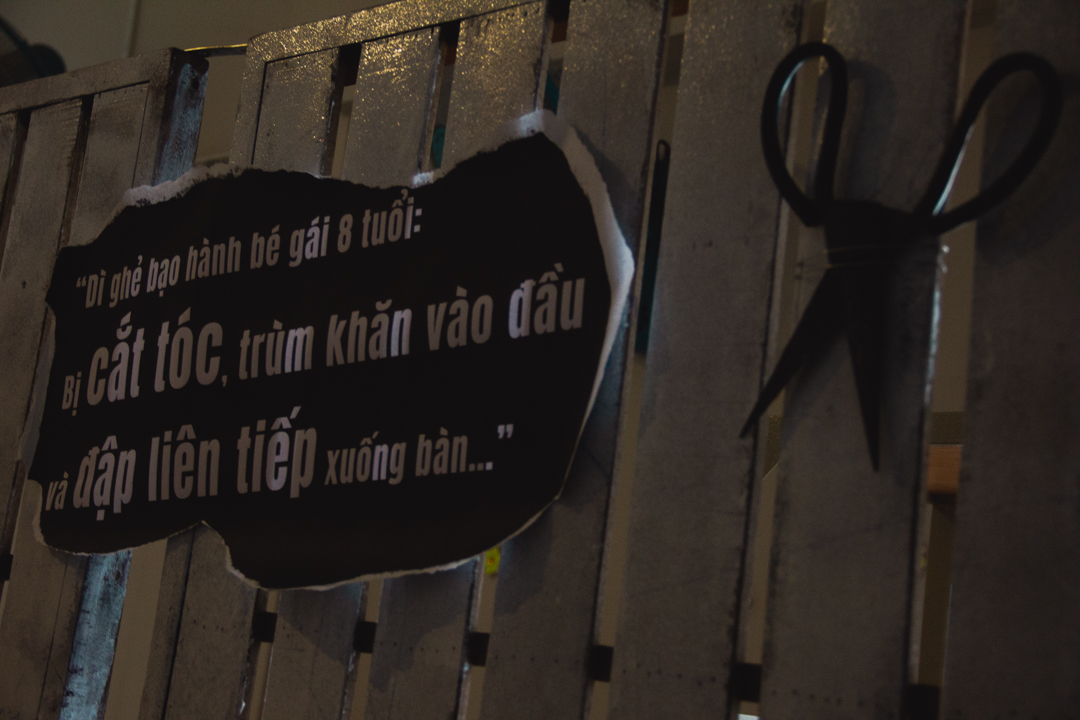 “Dì ghẻ bạo hành bé gái 8 tuổi:
Bị cắt tóc, trùm khăn vào đầu
và đập liên tiếp xuống bàn...”